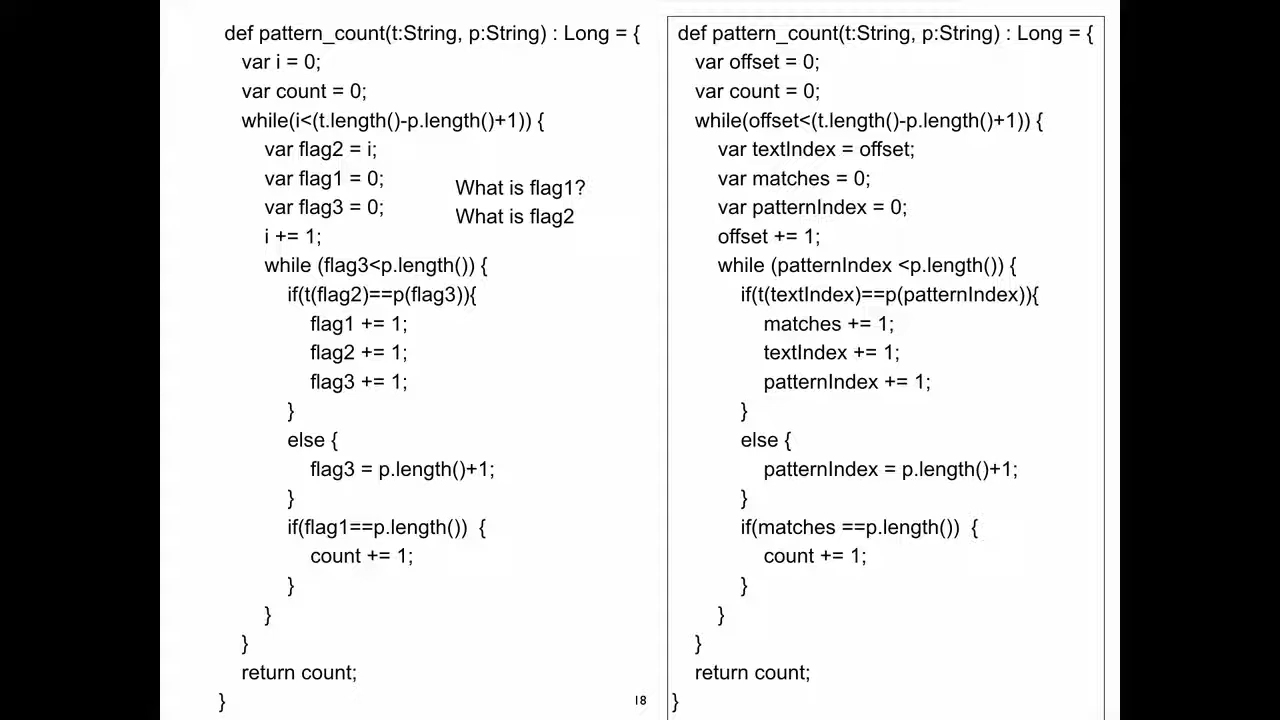 def pattern_count(t:String, p:String) : Long = {
var i = 0;
var count = 0;
while(i<(t.length()-p.length()+1)) {
var flag2 = i;
var flag1 = 0;
var flag3 = 0;
i += 1;
while (flag3<p.length()) {
if(t(flag2)==p(flag3)){
flag1 += 1;
flag2 += 1;
flag3 += 1;
}
else {
flag3 = p.length()+1;
}
if(flag1==p.length()) {
count += 1;
}
}
}
return count;
}
What is flag1?
What is flag2
def pattern_count(t:String, p:String) : Long = {
var offset = 0;
var count = 0;
while(offset<(t.length()-p.length()+1)) {
var textIndex = offset;
var matches = 0;
var patternIndex = 0;
offset += 1;
while (patternIndex <p.length()) {
if(t(textIndex)==p(patternIndex)){
matches += 1;
textIndex += 1;
patternIndex += 1;
}
else {
patternIndex = p.length()+1;
}
if(matches ==p.length()) {
count += 1;
}
}
}
return count;
}
18